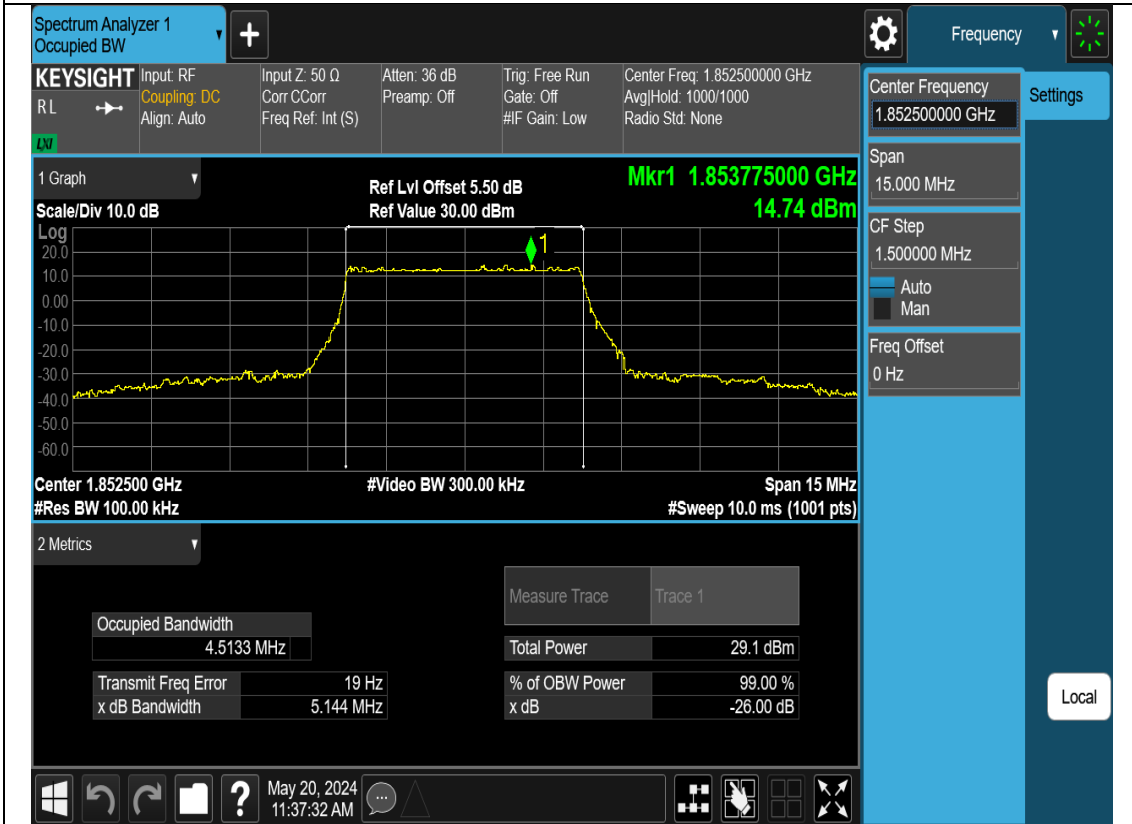 Spectrum Analyzer 1
Occupied BW
+
Frequency
KEYSIGHT
RL
LXI
Input: RF
Coupling: DC
Align: Auto
Input Z: 50 Ω
Corr CCorr
Freq Ref: Int (S)
Atten: 36 dB
Preamp: Off
Trig: Free Run
Gate: Off
#IF Gain: Low
Center Freq: 1.852500000 GHz
Avg|Hold: 1000/1000
Radio Std: None
Center Frequency
1.852500000 GHz
Settings
Span
15.000 MHz
CF Step
1.500000 MHz
Auto
Man
Freq Offset
0 Hz
Local
1 Graph
Ref Lvl Offset 5.50 dB
Mkr1 1.853775000 GHz
Scale/Div 10.0 dB
Ref Value 30.00 dBm
14.74 dBm
Log
1
20.0
10.0
0.00
-10.0
-20.0
-30.0
-40.0
-50.0
-60.0
Center 1.852500 GHz
#Video BW 300.00 kHz
Span 15 MHz
#Res BW 100.00 kHz
#Sweep 10.0 ms (1001 pts)
2 Metrics
Measure Trace
Trace 1
Occupied Bandwidth
4.5133 MHz
Total Power
29.1 dBm
Transmit Freq Error
19 Hz
% of OBW Power
99.00 %
x dB Bandwidth
5.144 MHz
x dB
-26.00 dB
?
May 20, 2024
11:37:32 AM